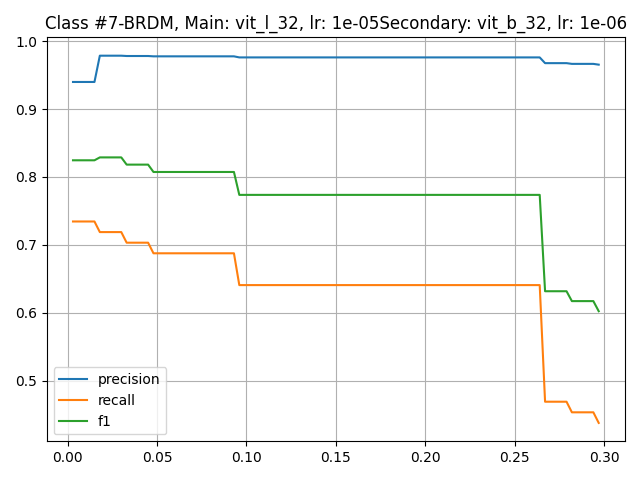 Class #7-BRDM, Main: vit_l_32, lr: 1e-05Secondary: vit_b_32, lr: 1e-06
1.0
0.9
0.8
0.7
0.6
0.5
precision
recall
f1
0.00 0.05 0.10 0.15 0.20 0.25 0.30